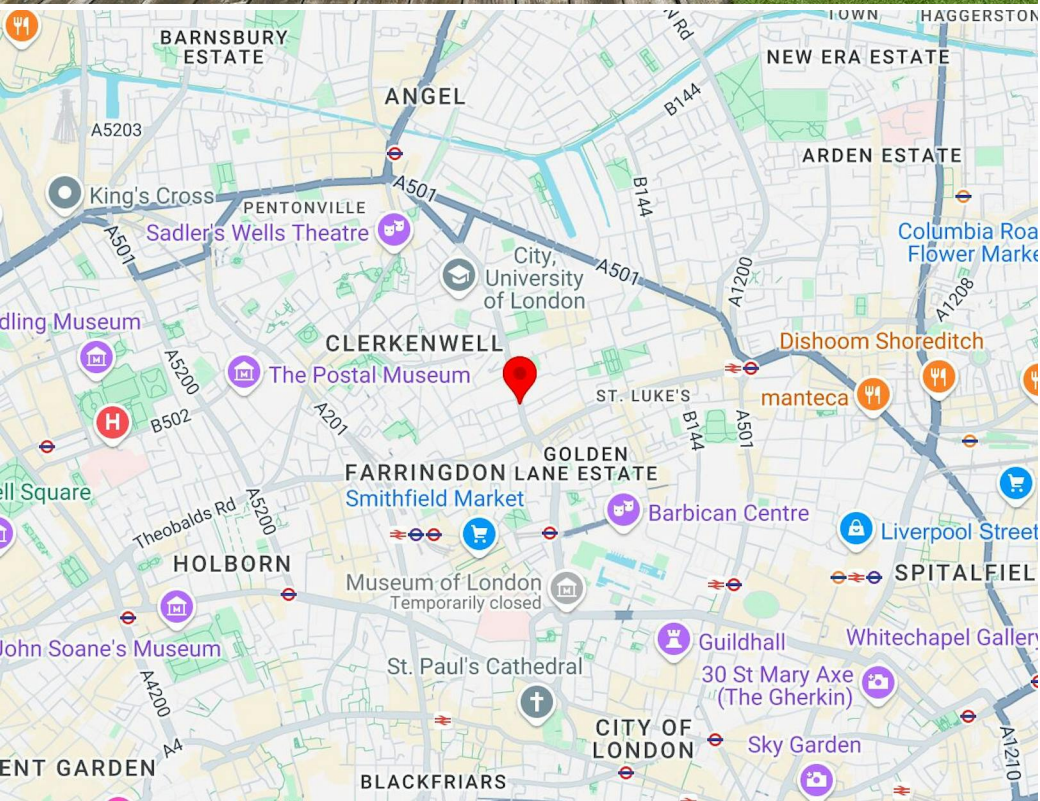 TOWN
HAGGERSTON
BARNSBURY
ESTATE
NEW ERA ESTATE
ANGEL
B144
A5203
ARDEN ESTATE
King's Cross
A501
B144
PENTONVILLE
Sadler's Wells Theatre
A501
Columbia Roa
Flower Marke
City,
University
of London
A501
A1200
A1208
dling Museum
CLERKENWELL
Dishoom Shoreditch
A5200
The Postal Museum
ST. LUKE'S
manteca
B502
A201
B144
A501
GOLDEN
LANE ESTATE
FARRINGDON
ell Square
Smithfield Market
A5200
Theobalds Rd
Barbican Centre
Liverpool Street
HOLBORN
Museum of London
Temporarily closed
SPITALFIEL
John Soane's Museum
Guildhall
Whitechapel Gallery
St. Paul's Cathedral
30 St Mary Axe
(The Gherkin)
A4200
CITY OF
LONDON
A4
Sky Garden
A1210
ENT GARDEN
BLACKFRIARS
H